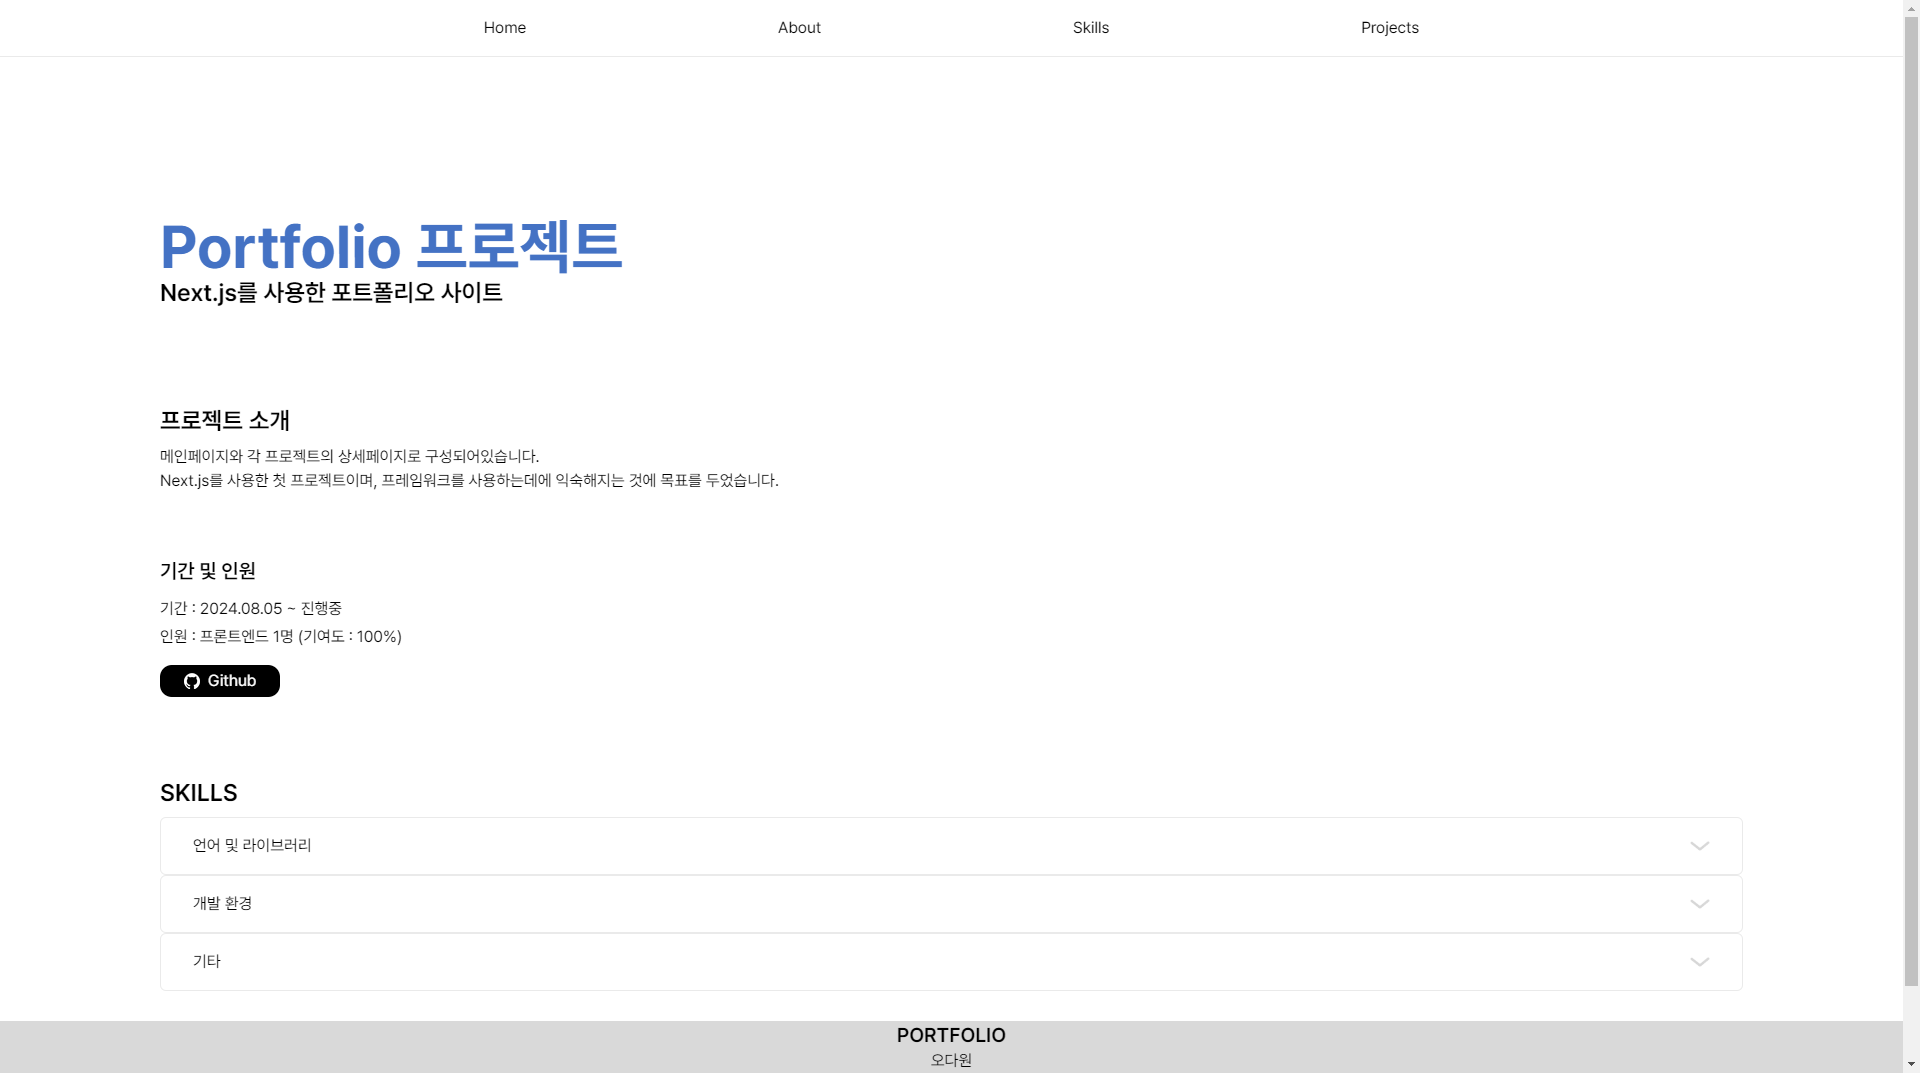 Home About Skills Projects
Portfolio 프로젝트
Next.js를 사용한 포트폴리오 사이트
프로젝트 소개
메인페이지와 각 프로젝트의 상세페이지로 구성되어있습니다.
Next.js를 사용한 첫 프로젝트이며, 프레임워크를 사용하는데에 익숙해지는 것에 목표를 두었습니다.
기간 및 인원
기간 : 2024.08.05 ~ 진행중
인원 : 프론트엔드 1명 (기여도 : 100%)
Github
SKILLS
언어 및 라이브러리
개발 환경
기타
PORTFOLIO
오다원